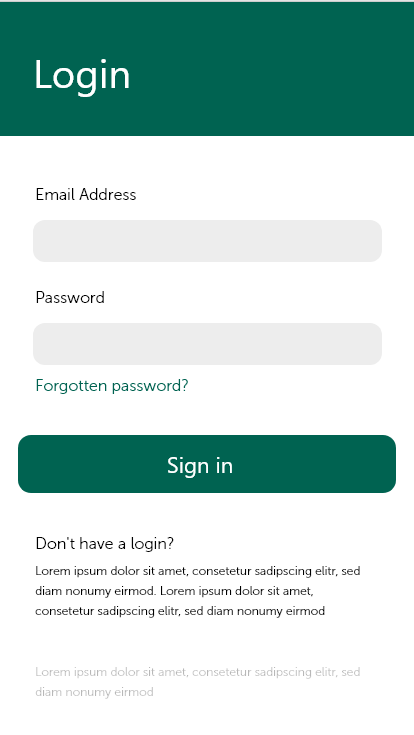 Login
Email Address
Password
Forgotten password?
Sign in
Don't have a login?
Lorem ipsum dolor sit amet, consetetur sadipscing elitr, sed
diam nonumy eirmod. Lorem ipsum dolor sit amet,
consetetur sadipscing elitr, sed diam nonumy eirmod
Lorem ipsum dolor sit amet, consetetur sadipscing elitr, sed
diam nonumy eirmod